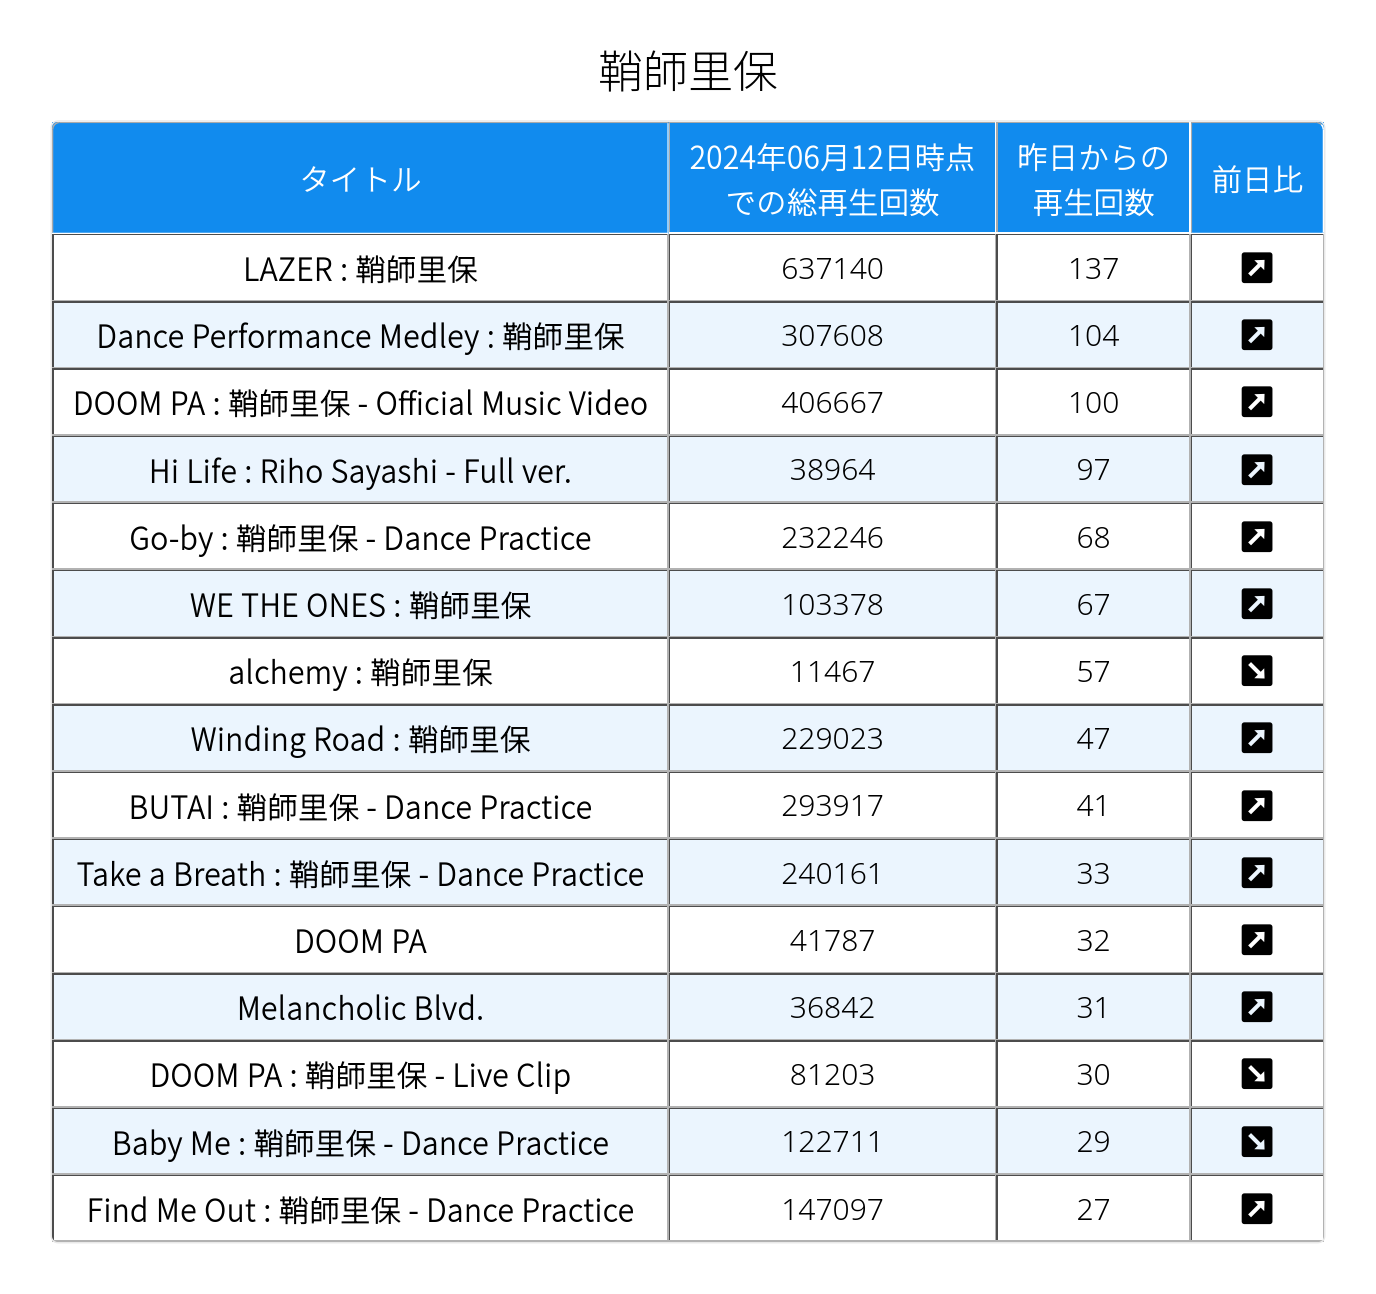 鞘師里保
タイトル
2024年06月12日時点
での総再生回数
昨日からの
再生回数
前日比
LAZER : 鞘師里保 637140 137
Dance Performance Medley : 鞘師里保 307608 104
DOOM PA : 鞘師里保 - Official Music Video 406667 100
Hi Life : Riho Sayashi - Full ver. 38964 97
Go-by : 鞘師里保 - Dance Practice 232246 68
WE THE ONES : 鞘師里保 103378 67
alchemy : 鞘師里保 11467 57
Winding Road : 鞘師里保 229023 47
BUTAI : 鞘師里保 - Dance Practice 293917 41
Take a Breath : 鞘師里保 - Dance Practice 240161 33
DOOM PA 41787 32
Melancholic Blvd. 36842 31
DOOM PA : 鞘師里保 - Live Clip 81203 30
Baby Me : 鞘師里保 - Dance Practice 122711 29
Find Me Out : 鞘師里保 - Dance Practice 147097 27